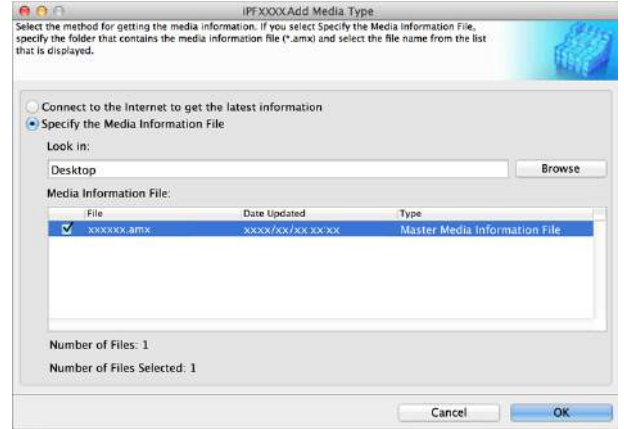 iPFXXXX Add Media Type
Select the method for getting the media information. If you select Specify the Media Information File,
specify the folder that contains the media information file (*.amx) and select the file name from the list
that is displayed.
Connect to the Internet to get the latest information
Specify the Media Information File
Look in:
Desktop
Browse
Media Information File:
File Date Updated Type
xxxxxx.amx xxxx/xx/xx xx:xx Master Media Information File
Number of Files: 1
Number of Files Selected: 1
Cancel OK